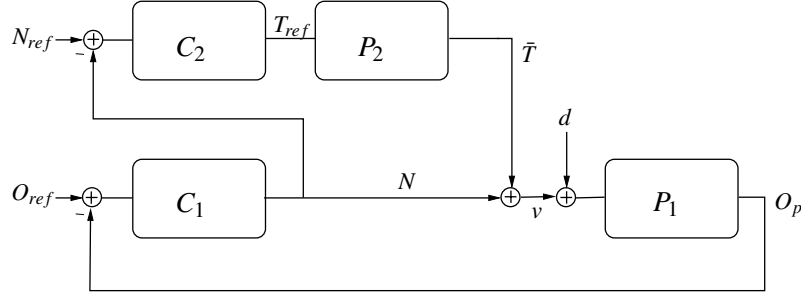 N_ref + C_2 T_ref P_2
−
T̄
d
O_ref + C_1 N + v + P_1 O_p
−